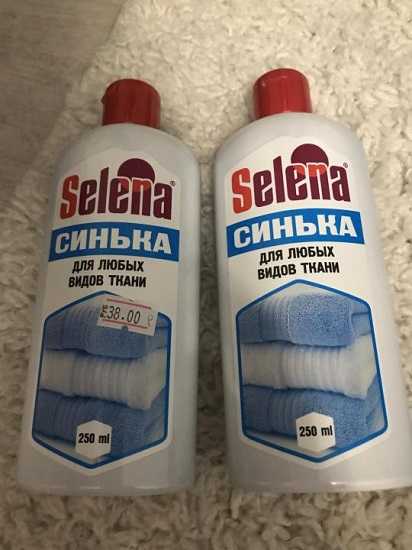 Selena®
СИНЬКА
ДЛЯ ЛЮБЫХ
ВИДОВ ТКАНИ
38.00
250 ml
Selena®
СИНЬКА
ДЛЯ ЛЮБЫХ
ВИДОВ ТКАНИ
250 ml